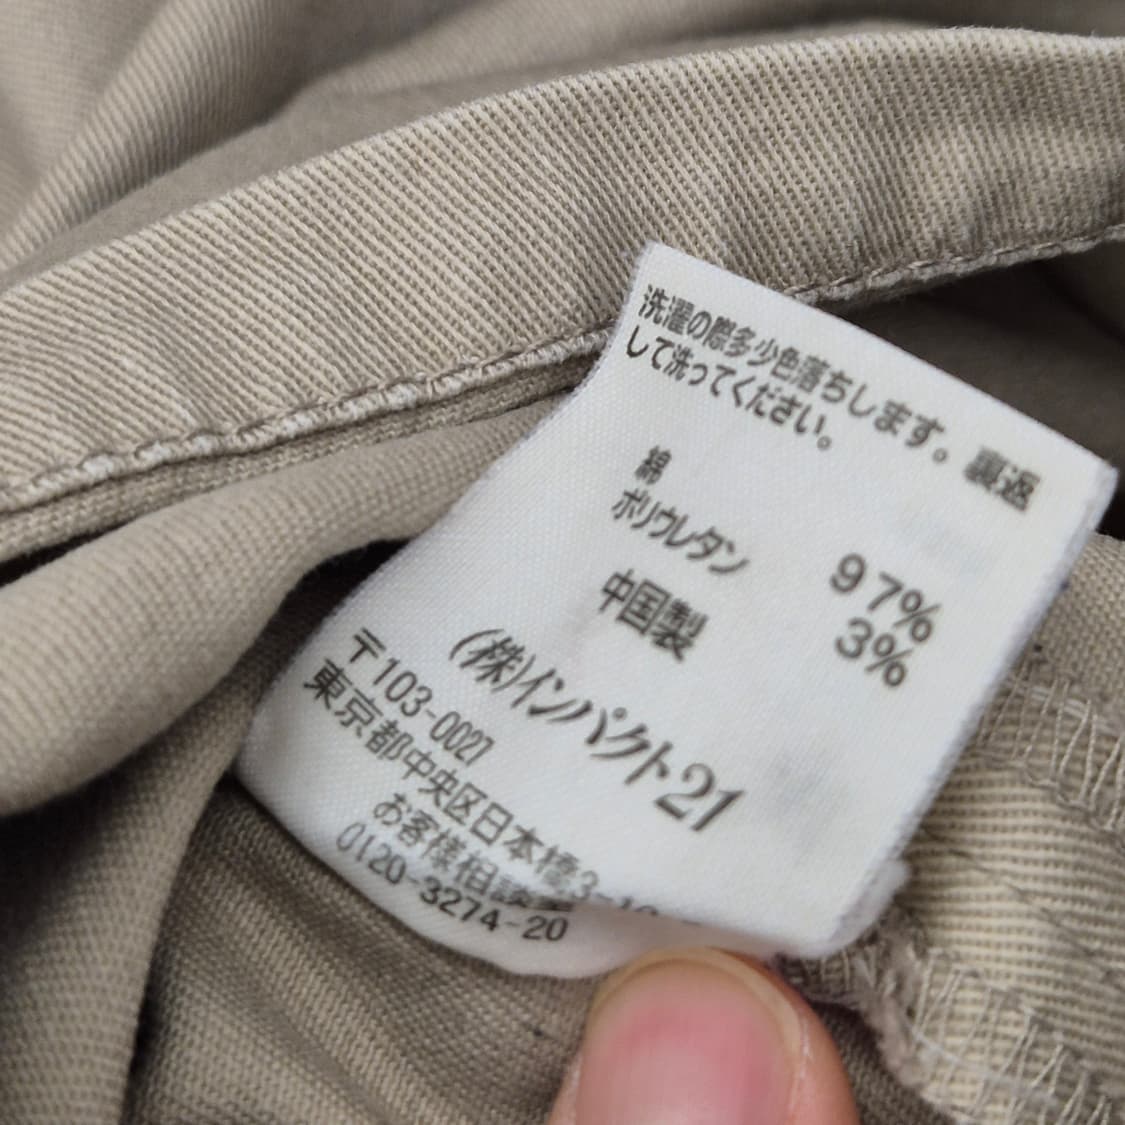 洗濯の際多少色落ちします。裏返
して洗ってください。
綿 97%
ポリウレタン 3%
中国製
(株)インパクト21
〒103-0027
東京都中央区日本橋3-10
お客様相談室
0120-3274-20